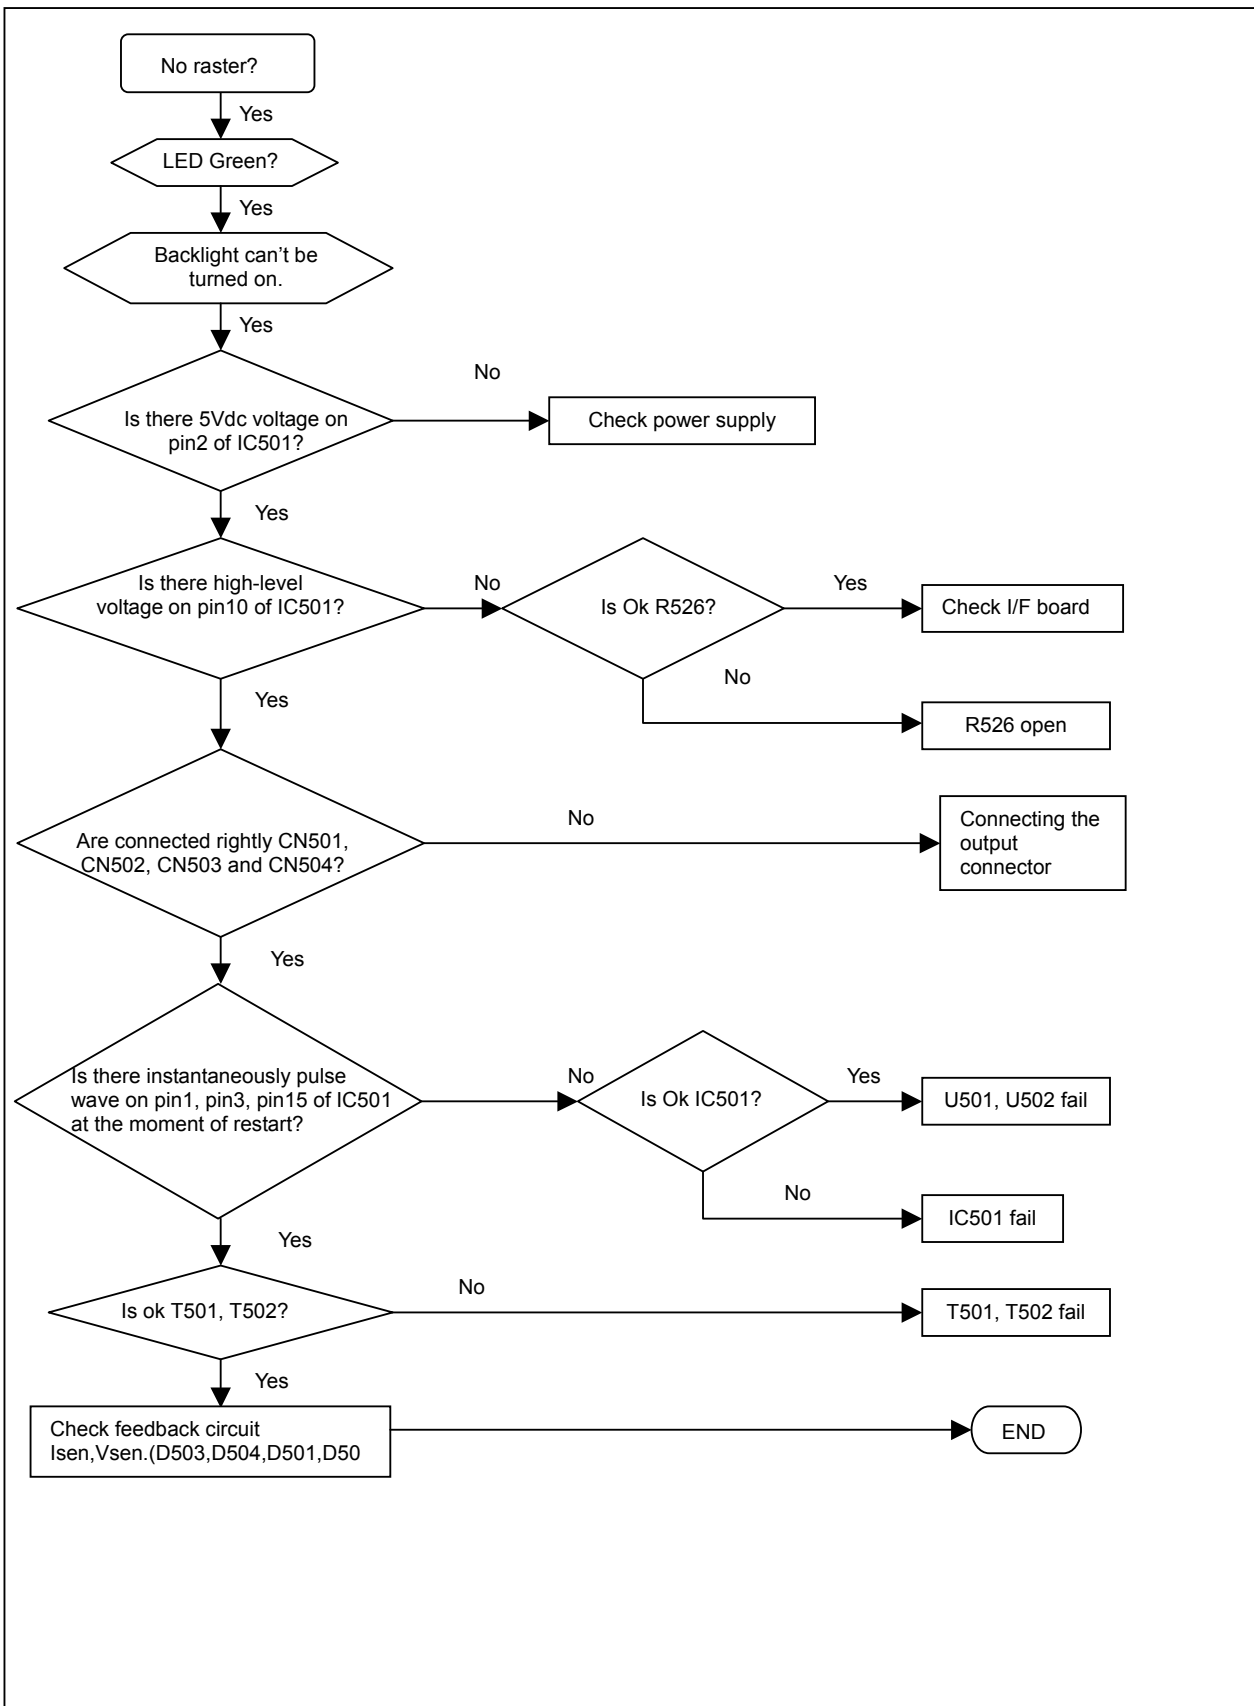 No raster?
Yes
LED Green?
Yes
Backlight can't be
turned on.
Yes
No
Is there 5Vdc voltage on
pin2 of IC501?
Check power supply
Yes
Is there high-level
voltage on pin10 of IC501?
No
Is Ok R526?
Yes
Check I/F board
No
R526 open
Yes
Are connected rightly CN501,
CN502, CN503 and CN504?
No
Connecting the
output
connector
Yes
Is there instantaneously pulse
wave on pin1, pin3, pin15 of IC501
at the moment of restart?
No
Is Ok IC501?
Yes
U501, U502 fail
No
IC501 fail
Yes
Is ok T501, T502?
No
T501, T502 fail
Yes
Check feedback circuit
Isen,Vsen.(D503,D504,D501,D50
END